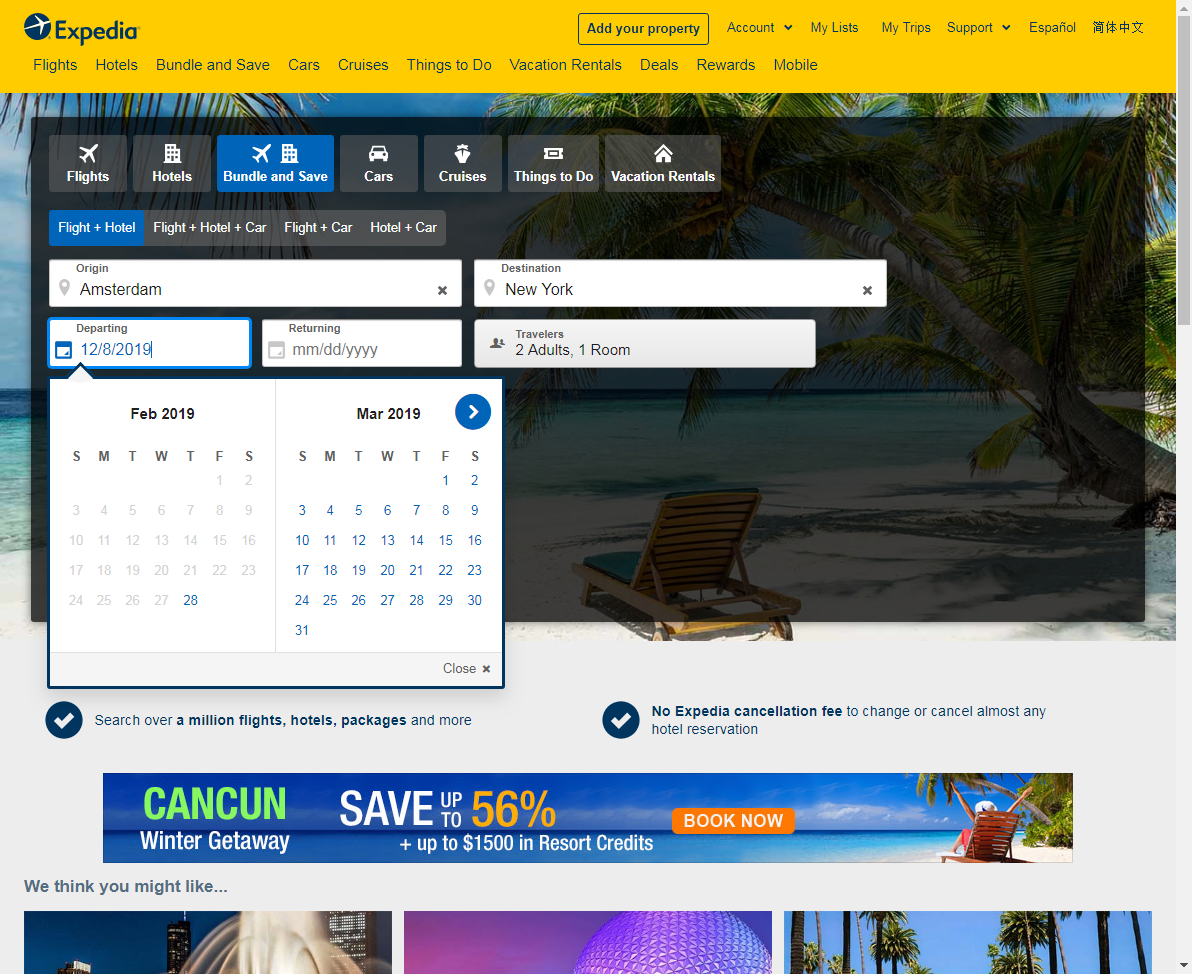 Expedia
Add your property
Account
My Lists
My Trips
Support
Español
简体中文
Flights
Hotels
Bundle and Save
Cars
Cruises
Things to Do
Vacation Rentals
Deals
Rewards
Mobile
Flights
Hotels
Bundle and Save
Cars
Cruises
Things to Do
Vacation Rentals
Flight + Hotel
Flight + Hotel + Car
Flight + Car
Hotel + Car
Origin
Amsterdam
Destination
New York
Departing
12/8/2019
Returning
mm/dd/yyyy
Travelers
2 Adults, 1 Room
Feb 2019
S M T W T F S
1 2
3 4 5 6 7 8 9
10 11 12 13 14 15 16
17 18 19 20 21 22 23
24 25 26 27 28
Mar 2019
S M T W T F S
1 2
3 4 5 6 7 8 9
10 11 12 13 14 15 16
17 18 19 20 21 22 23
24 25 26 27 28 29 30
31
Close
Search over a million flights, hotels, packages and more
No Expedia cancellation fee to change or cancel almost any
hotel reservation
CANCUN
Winter Getaway
SAVE UP TO 56%
+ up to $1500 in Resort Credits
BOOK NOW
We think you might like...